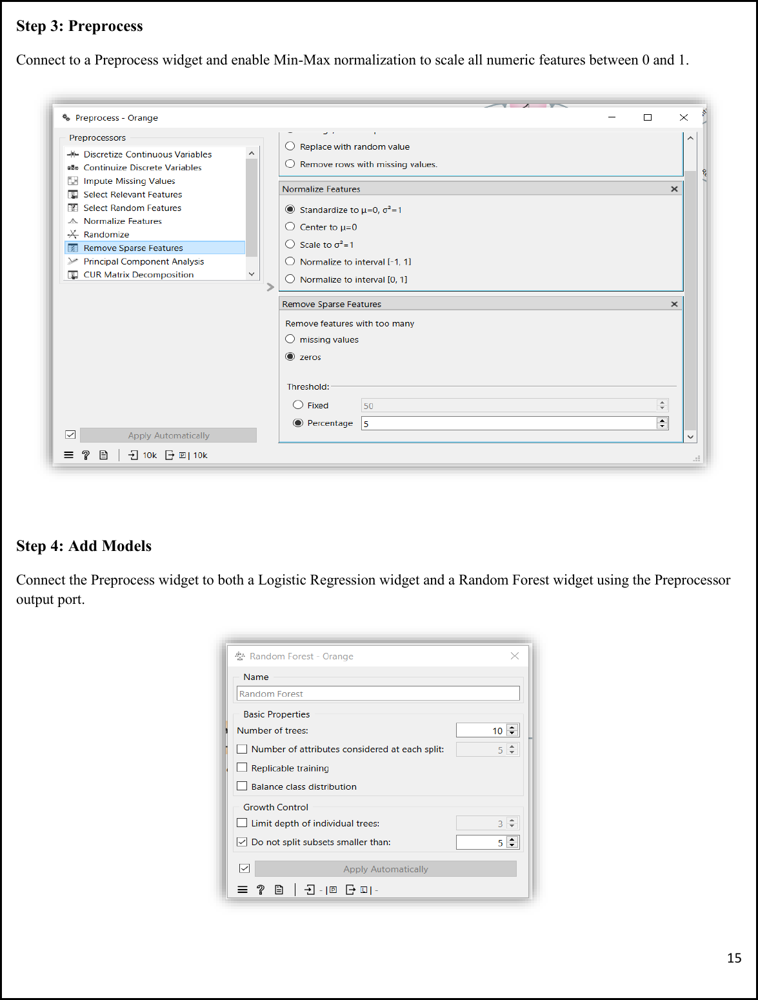 Step 3: Preprocess
Connect to a Preprocess widget and enable Min-Max normalization to scale all numeric features between 0 and 1.
Preprocess - Orange
Preprocessors
Discretize Continuous Variables
Continuize Discrete Variables
Impute Missing Values
Select Relevant Features
Select Random Features
Normalize Features
Randomize
Remove Sparse Features
Principal Component Analysis
CUR Matrix Decomposition
Apply Automatically
10k
P | 10k
Replace with random value
Remove rows with missing values.
Normalize Features
Standardize to μ=0, σ²=1
Center to μ=0
Scale to σ²=1
Normalize to interval [-1, 1]
Normalize to interval [0, 1]
Remove Sparse Features
Remove features with too many
missing values
zeros
Threshold:
Fixed 50
Percentage 5
Step 4: Add Models
Connect the Preprocess widget to both a Logistic Regression widget and a Random Forest widget using the Preprocessor
output port.
Random Forest - Orange
Name
Random Forest
Basic Properties
Number of trees: 10
Number of attributes considered at each split: 5
Replicable training
Balance class distribution
Growth Control
Limit depth of individual trees: 3
Do not split subsets smaller than: 5
Apply Automatically
- | P L | -
15